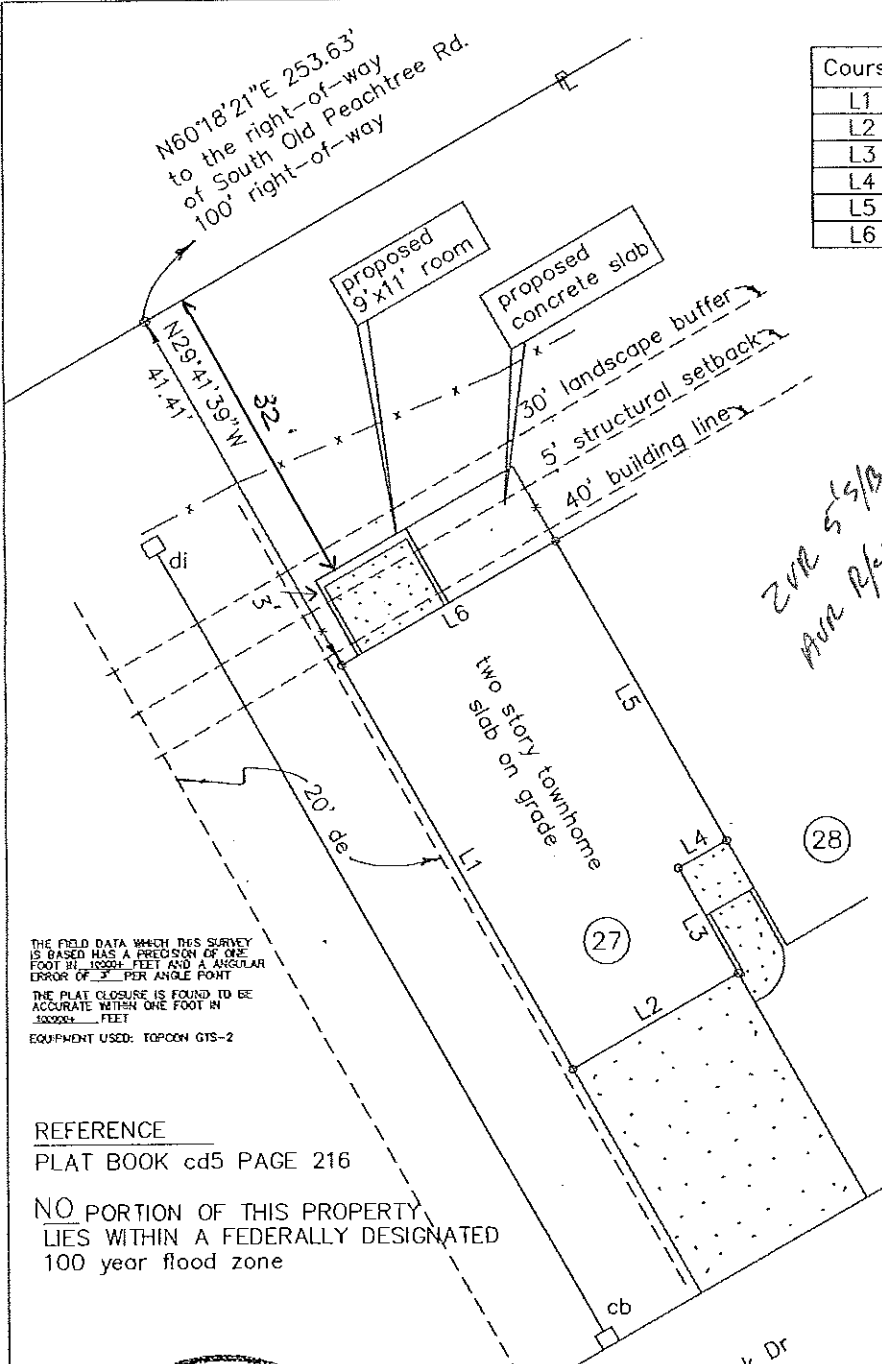 N60°18'21"E 253.63'
to the right-of-way
of South Old Peachtree Rd.
100' right-of-way
Cours
L1
L2
L3
L4
L5
L6
proposed
9'x11' room
proposed
concrete slab
N29°41'39"W
41.41'
32'
30' landscape buffer
5' structural setback
40' building line
di
3'
L6
two story townhome
slab on grade
L5
L4
28
20' de
L1
L3
27
L2
THE FIELD DATA WHICH THIS SURVEY
IS BASED HAS A PRECISION OF ONE
FOOT IN FEET AND A ANGULAR
ERROR OF PER ANGLE POINT
THE PLAT CLOSURE IS FOUND TO BE
ACCURATE WITHIN ONE FOOT IN
FEET
EQUIPMENT USED: TOPCON GTS-2
REFERENCE
PLAT BOOK cd5 PAGE 216
NO PORTION OF THIS PROPERTY
LIES WITHIN A FEDERALLY DESIGNATED
100 year flood zone
cb
k Dr